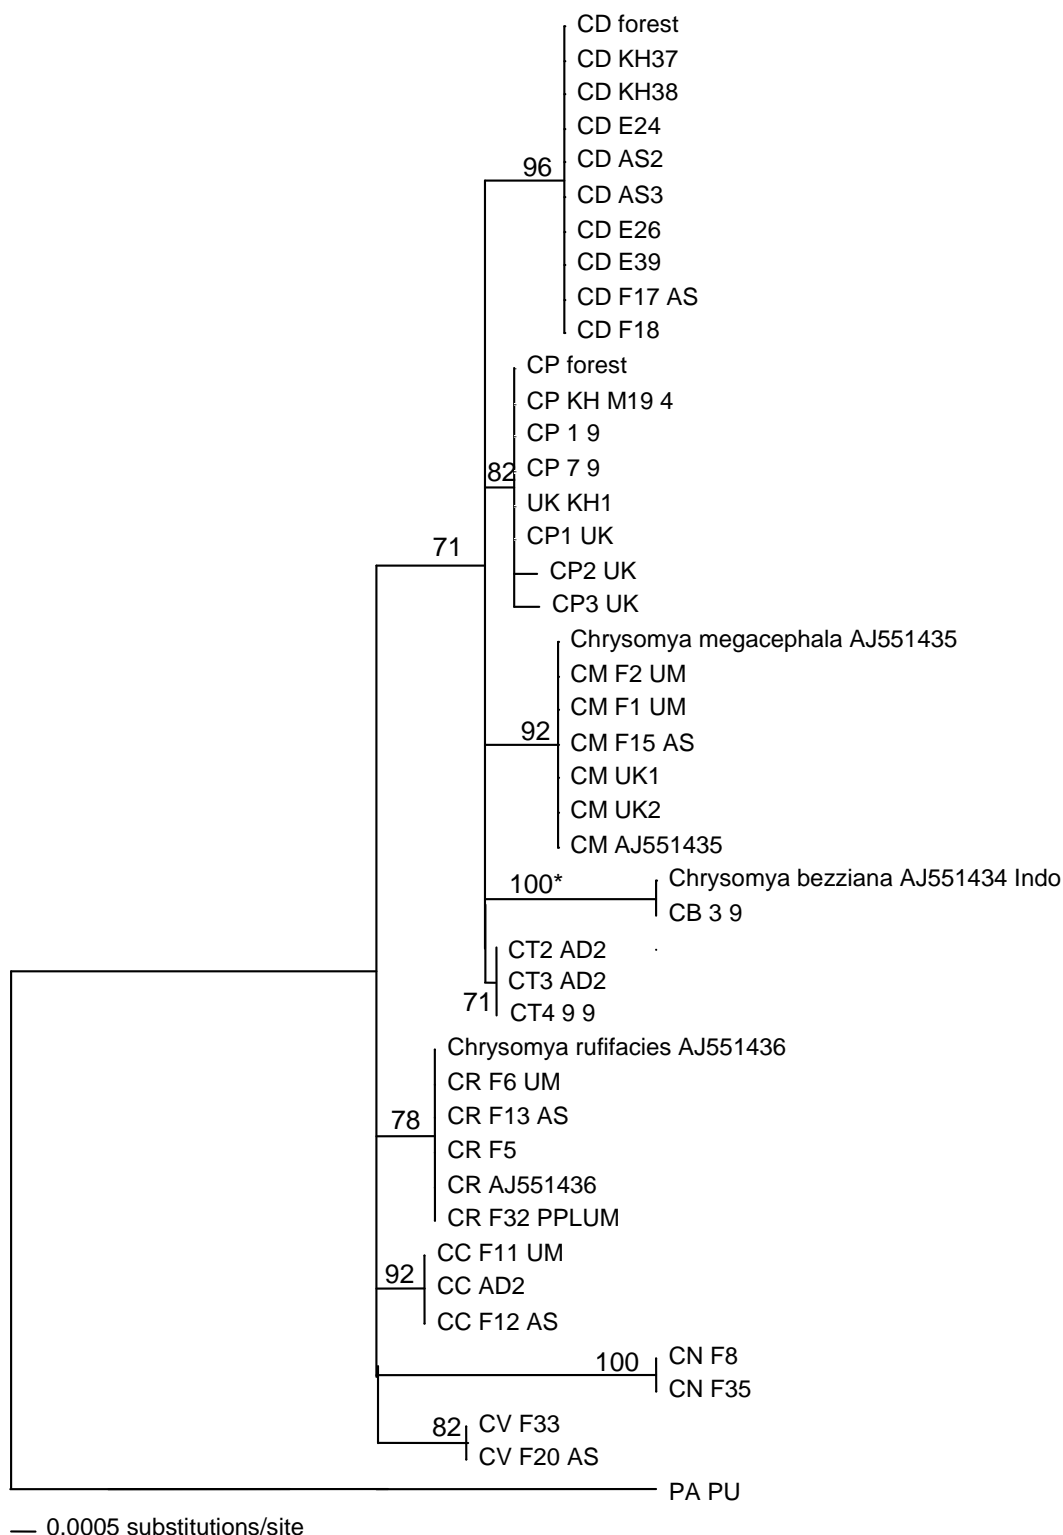 CD forest
CD KH37
CD KH38
CD E24
CD AS2
96
CD AS3
CD E26
CD E39
CD F17 AS
CD F18
CP forest
CP KH M19 4
CP 1 9
CP 7 9
82
UK KH1
CP1 UK
71
CP2 UK
CP3 UK
Chrysomya megacephala AJ551435
CM F2 UM
CM F1 UM
92
CM F15 AS
CM UK1
CM UK2
CM AJ551435
Chrysomya bezziana AJ551434 Indo
100*
CB 3 9
CT2 AD2
CT3 AD2
71
CT4 9 9
Chrysomya rufifacies AJ551436
CR F6 UM
CR F13 AS
78
CR F5
CR AJ551436
CR F32 PPLUM
CC F11 UM
92
CC AD2
CC F12 AS
CN F8
100
CN F35
CV F33
82
CV F20 AS
PA PU
0.0005 substitutions/site